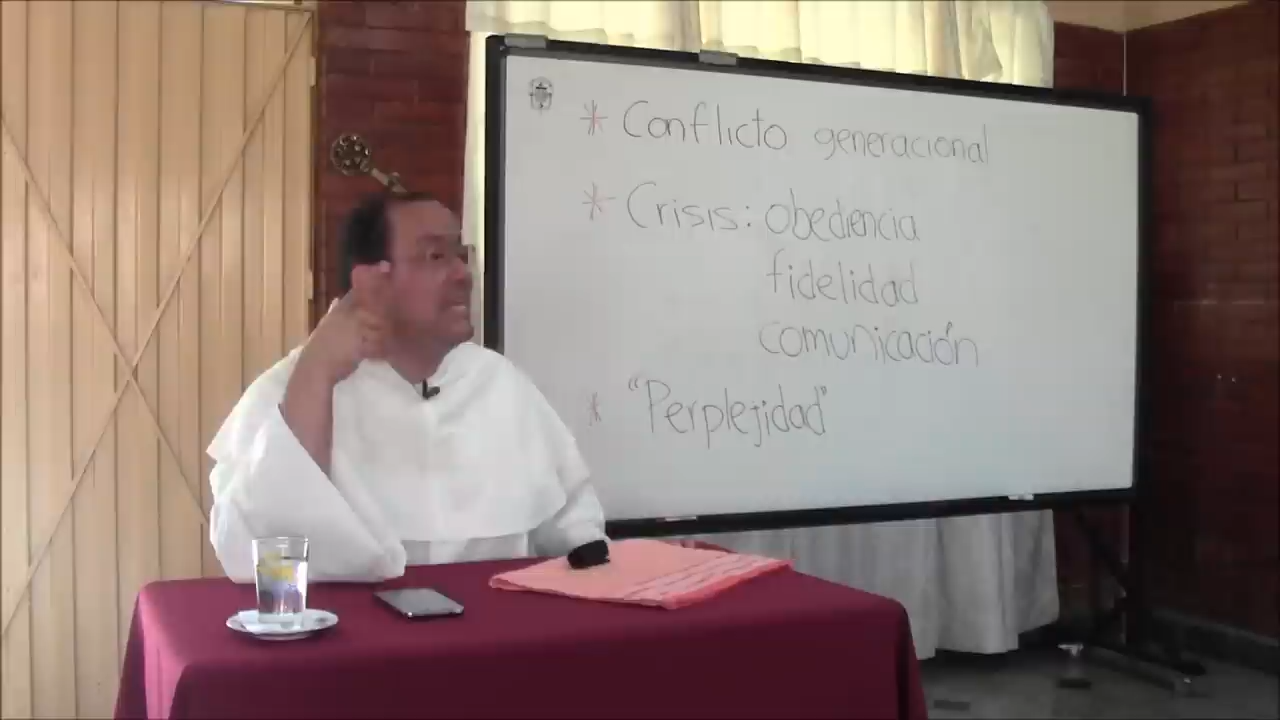 * Conflicto generacional
* Crisis: obediencia
fidelidad
comunicación
* "Perplejidad"